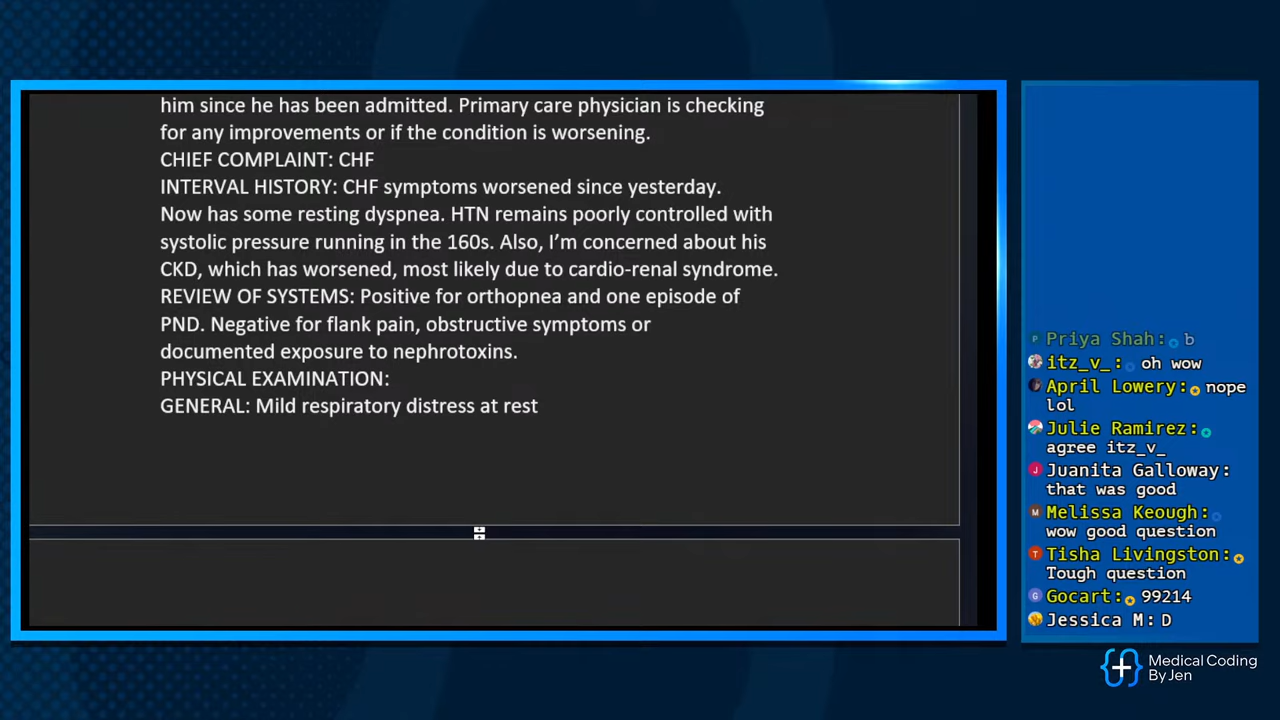 him since he has been admitted. Primary care physician is checking
for any improvements or if the condition is worsening.
CHIEF COMPLAINT: CHF
INTERVAL HISTORY: CHF symptoms worsened since yesterday.
Now has some resting dyspnea. HTN remains poorly controlled with
systolic pressure running in the 160s. Also, I’m concerned about his
CKD, which has worsened, most likely due to cardio-renal syndrome.
REVIEW OF SYSTEMS: Positive for orthopnea and one episode of
PND. Negative for flank pain, obstructive symptoms or
documented exposure to nephrotoxins.
PHYSICAL EXAMINATION:
GENERAL: Mild respiratory distress at rest
P Priya Shah: b
itz_v_: oh wow
April Lowery: nope
lol
Julie Ramirez:
agree itz_v_
J Juanita Galloway:
that was good
M Melissa Keough:
wow good question
T Tisha Livingston:
Tough question
G Gocart: 99214
Jessica M: D
Medical Coding
By Jen